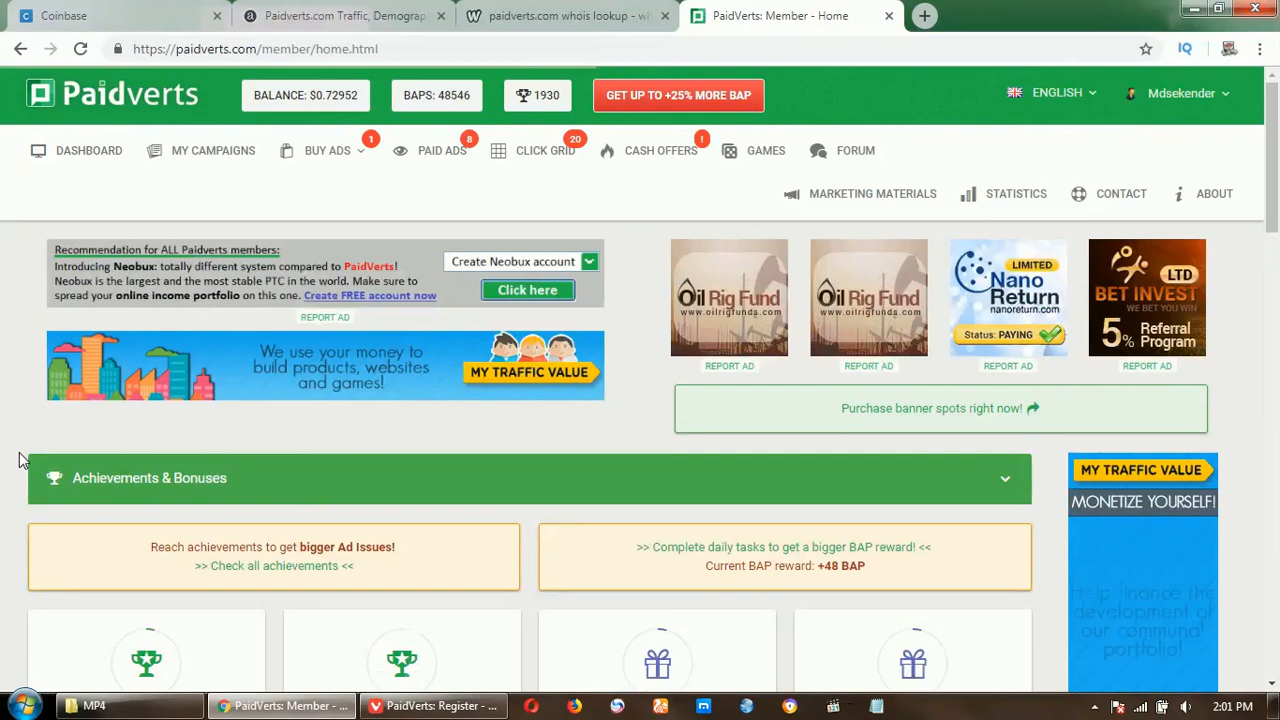 Coinbase
Paidverts.com Traffic, Demograp
paidverts.com whois lookup - wh
PaidVerts: Member - Home
https://paidverts.com/member/home.html
IQ
Paidverts
BALANCE: $0.72952
BAPS: 48546
1930
GET UP TO +25% MORE BAP
ENGLISH
Mdsekender
DASHBOARD
MY CAMPAIGNS
BUY ADS
1
PAID ADS
8
CLICK GRID
20
CASH OFFERS
!
GAMES
FORUM
MARKETING MATERIALS
STATISTICS
CONTACT
ABOUT
Recommendation for ALL Paidverts members:
Introducing Neobux: totally different system compared to PaidVerts!
Neobux is the largest and the most stable PTC in the world. Make sure to
spread your online income portfolio on this one. Create FREE account now
Create Neobux account
Click here
REPORT AD
We use your money to
build products, websites
and games!
MY TRAFFIC VALUE
Oil Rig Fund
www.oilrigfunds.com
REPORT AD
Oil Rig Fund
www.oilrigfunds.com
REPORT AD
LIMITED
Nano
Return
nanoreturn.com
Status: PAYING
REPORT AD
LTD
BET INVEST
WE BET YOU WIN
5% Referral
Program
REPORT AD
Purchase banner spots right now!
Achievements & Bonuses
Reach achievements to get bigger Ad Issues!
>> Check all achievements <<
>> Complete daily tasks to get a bigger BAP reward! <<
Current BAP reward: +48 BAP
MY TRAFFIC VALUE
MONETIZE YOURSELF!
Help finance the
development of
our communal
portfolio!
MP4
PaidVerts: Member - ...
PaidVerts: Register - ...
2:01 PM